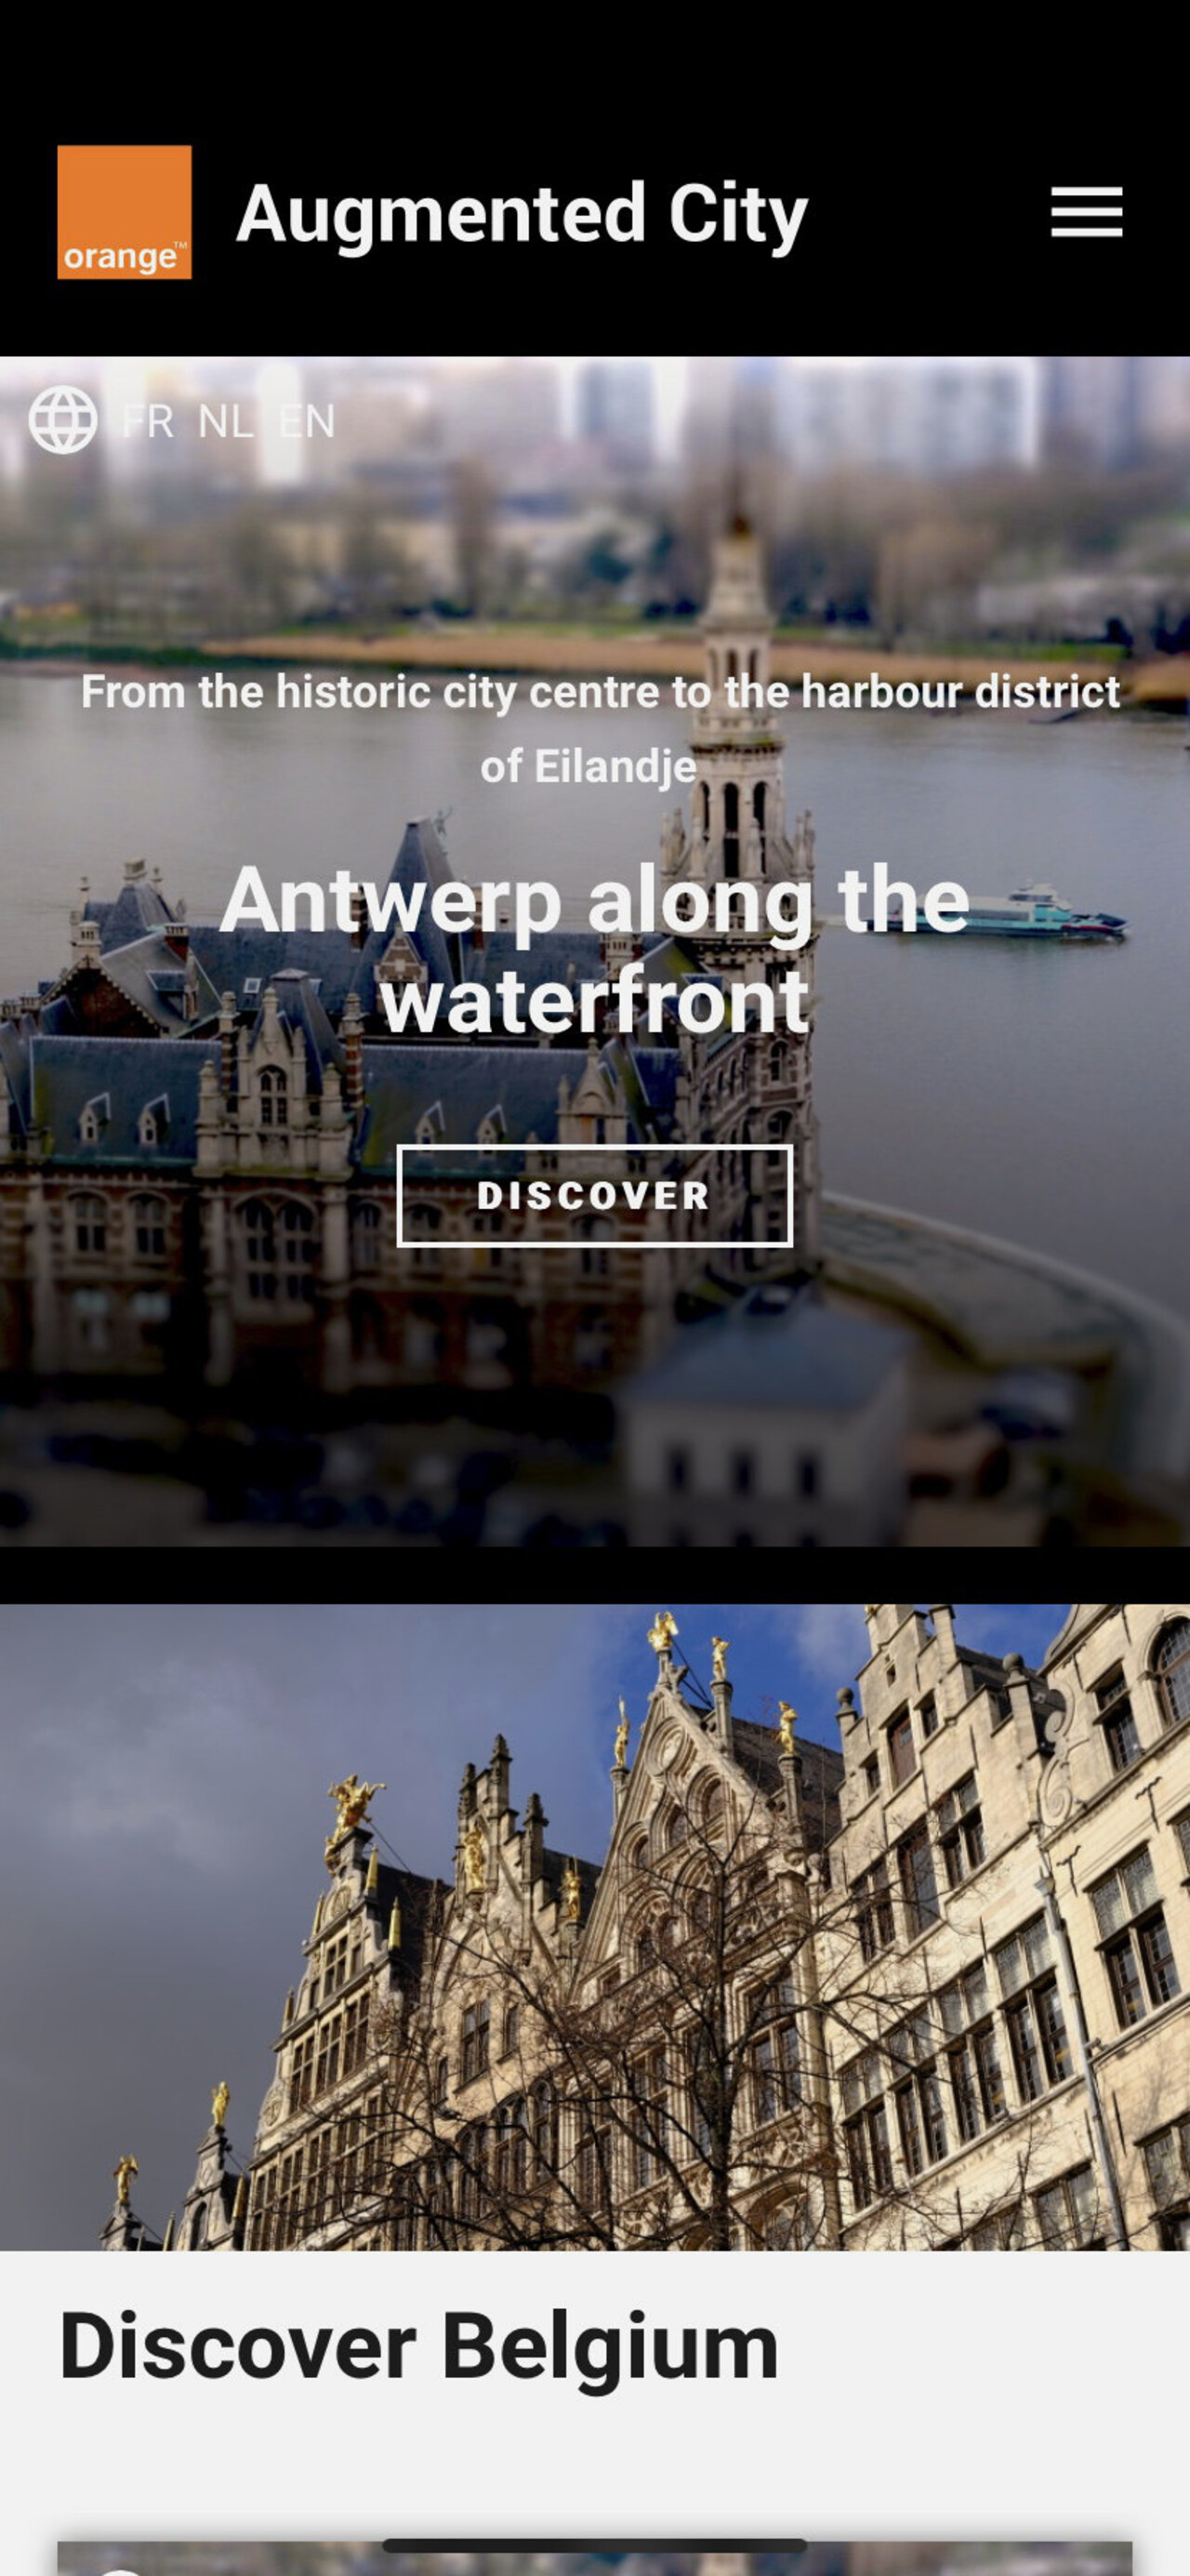 orange™
Augmented City
FR NL EN
From the historic city centre to the harbour district
of Eilandje
Antwerp along the
waterfront
DISCOVER
Discover Belgium